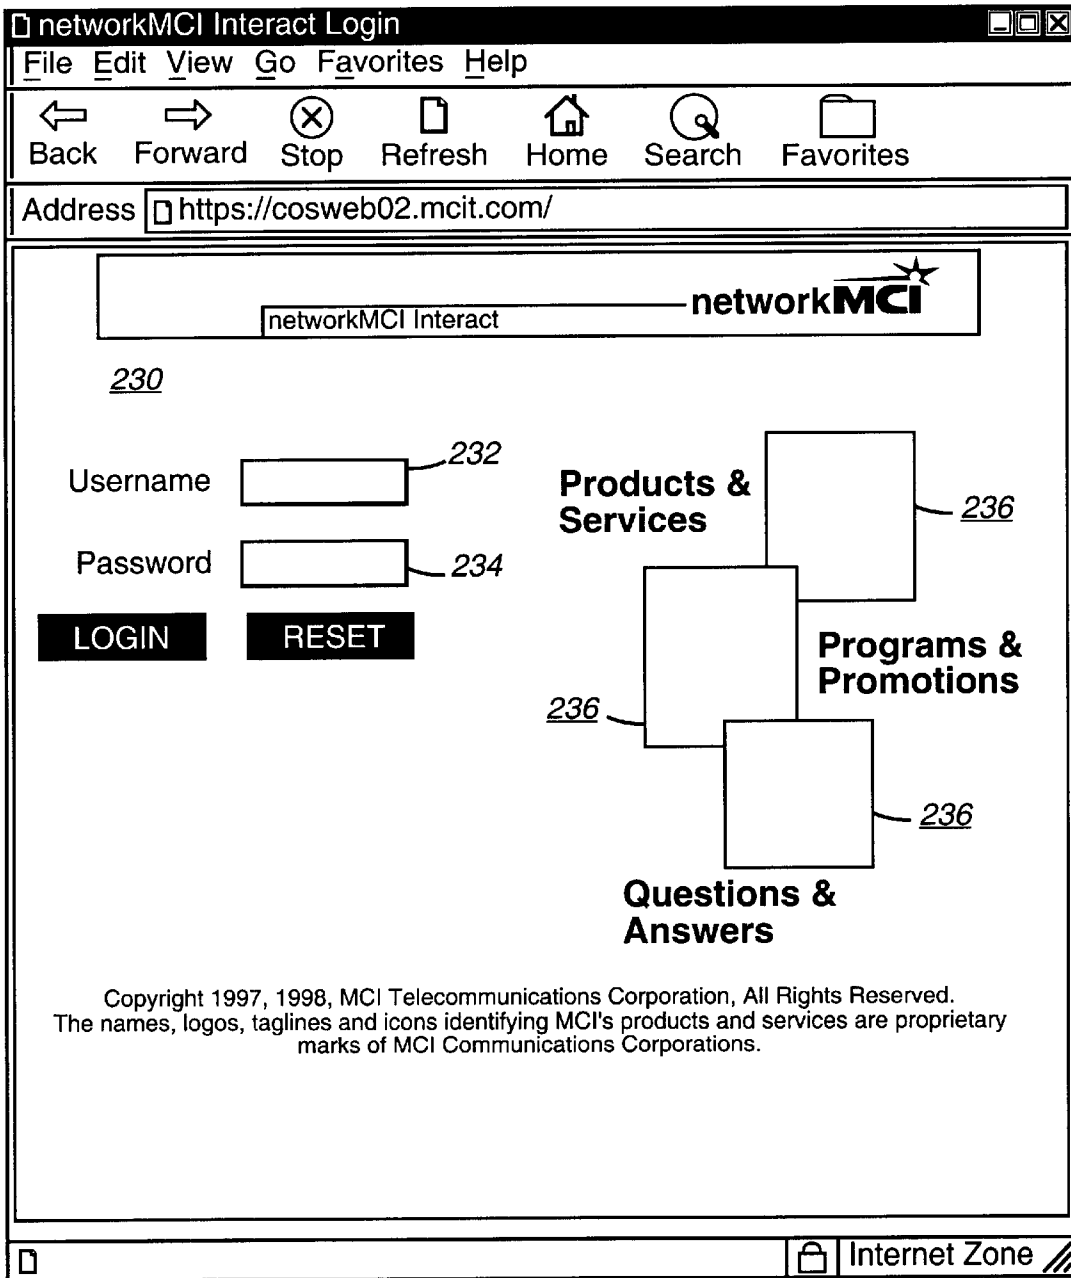 networkMCI Interact Login
File Edit View Go Favorites Help
Back Forward Stop Refresh Home Search Favorites
Address https://cosweb02.mcit.com/
networkMCI Interact
networkMCI
230
Username
232
Password
234
LOGIN RESET
Products &
Services
236
Programs &
Promotions
236
236
Questions &
Answers
Copyright 1997, 1998, MCI Telecommunications Corporation, All Rights Reserved.
The names, logos, taglines and icons identifying MCI's products and services are proprietary
marks of MCI Communications Corporations.
Internet Zone